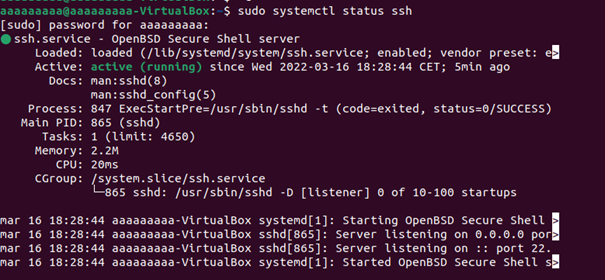 aaaaaaaaa@aaaaaaaaa-VirtualBox:~$ sudo systemctl status ssh
[sudo] password for aaaaaaaaa:
● ssh.service - OpenBSD Secure Shell server
Loaded: loaded (/lib/systemd/system/ssh.service; enabled; vendor preset: e>
Active: active (running) since Wed 2022-03-16 18:28:44 CET; 5min ago
Docs: man:sshd(8)
man:sshd_config(5)
Process: 847 ExecStartPre=/usr/sbin/sshd -t (code=exited, status=0/SUCCESS)
Main PID: 865 (sshd)
Tasks: 1 (limit: 4650)
Memory: 2.2M
CPU: 20ms
CGroup: /system.slice/ssh.service
└─865 sshd: /usr/sbin/sshd -D [listener] 0 of 10-100 startups
mar 16 18:28:44 aaaaaaaaa-VirtualBox systemd[1]: Starting OpenBSD Secure Shell >
mar 16 18:28:44 aaaaaaaaa-VirtualBox sshd[865]: Server listening on 0.0.0.0 por>
mar 16 18:28:44 aaaaaaaaa-VirtualBox sshd[865]: Server listening on :: port 22.
mar 16 18:28:44 aaaaaaaaa-VirtualBox systemd[1]: Started OpenBSD Secure Shell s>